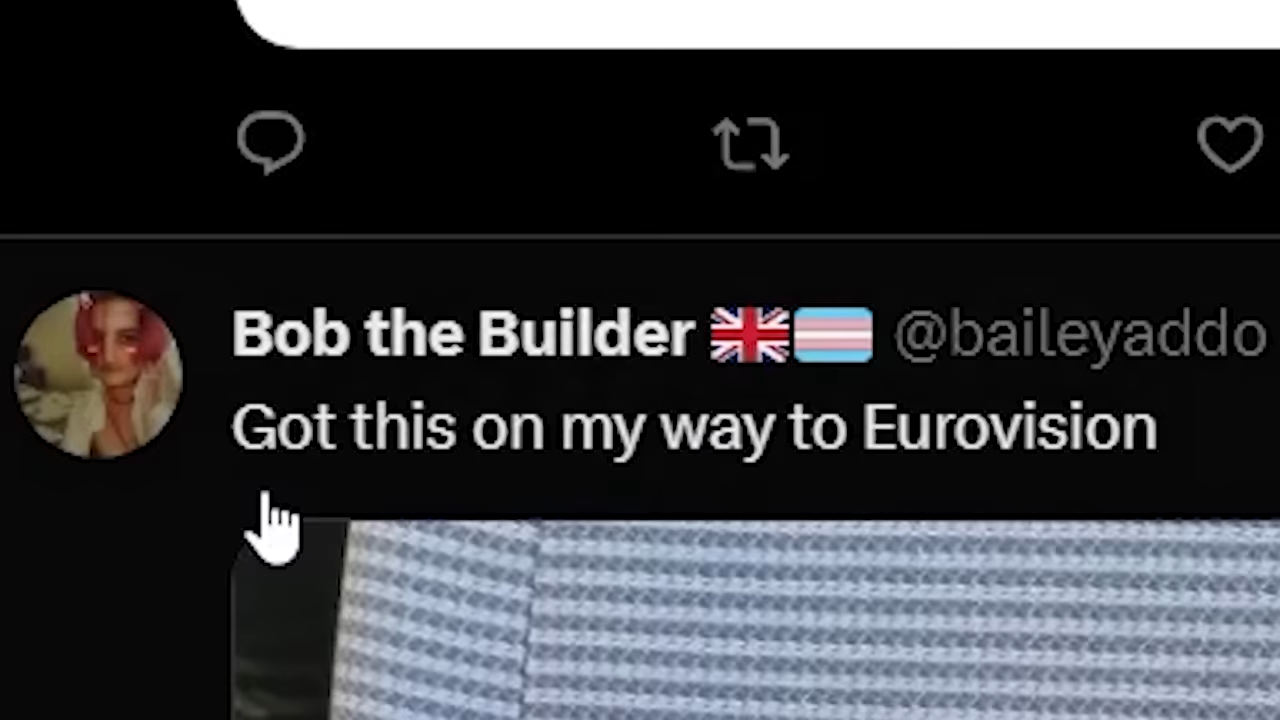 Bob the Builder 🇬🇧🏳️‍⚧️ @baileyaddo
Got this on my way to Eurovision